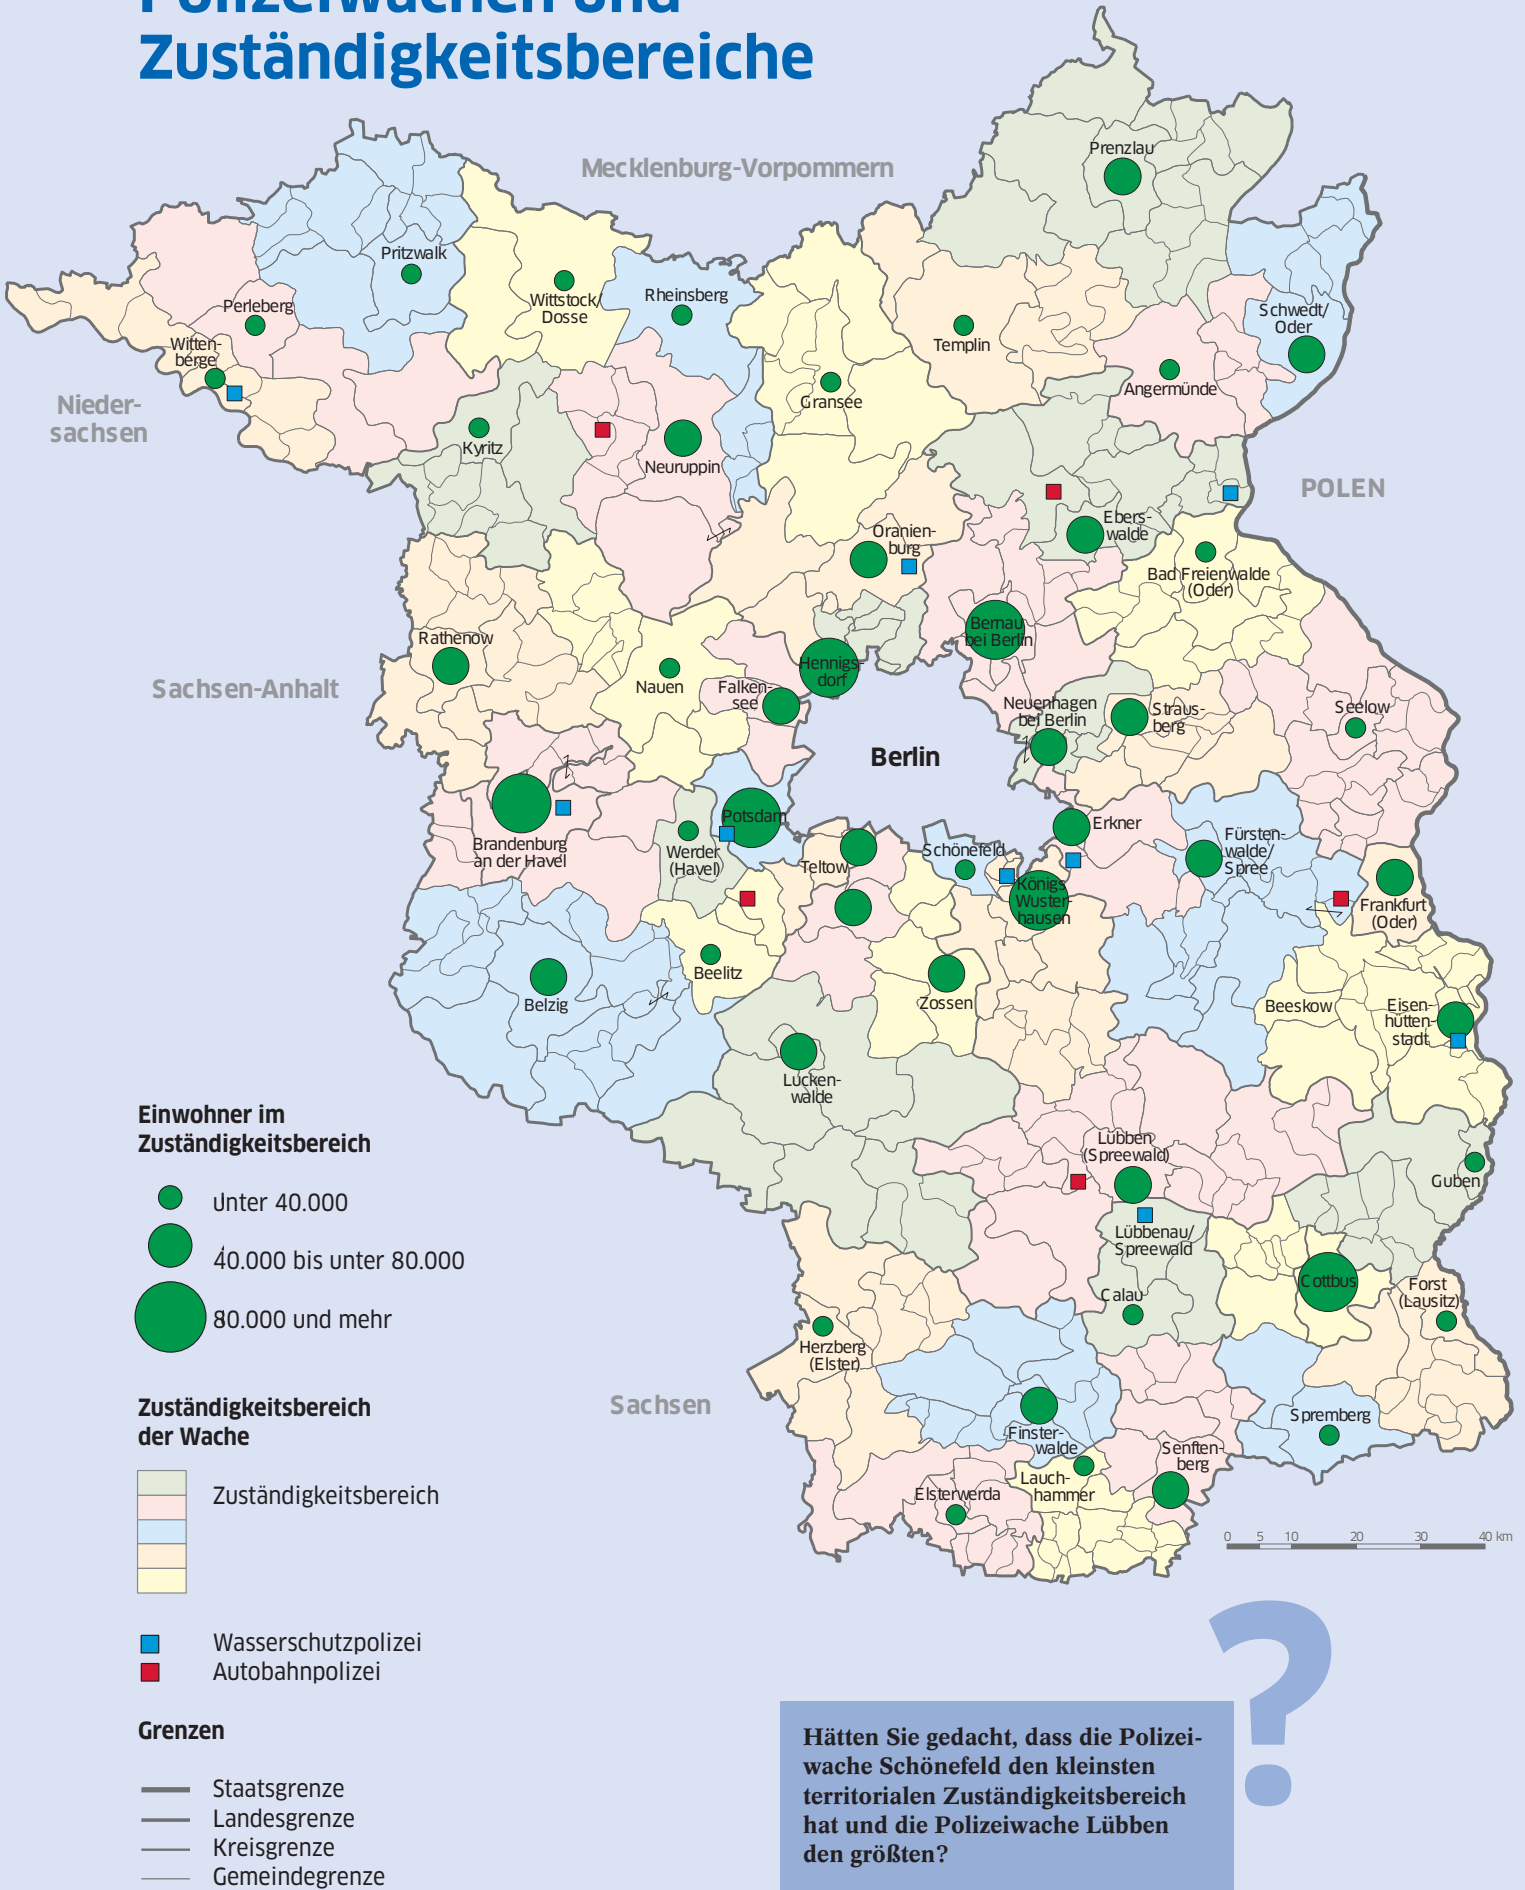 Polizeiwachen und
Zuständigkeitsbereiche
Mecklenburg-Vorpommern
Prenzlau
Pritzwalk
Wittstock/
Dosse
Rheinsberg
Perleberg
Schwedt/
Oder
Templin
Witten-
berge
Angermünde
Gransee
Nieder-
sachsen
Kyritz
Neuruppin
POLEN
Ebers-
walde
Oranien-
burg
Bad Freienwalde
(Oder)
Bernau
bei Berlin
Rathenow
Hennigs-
dorf
Sachsen-Anhalt
Nauen
Falken-
see
Neuenhagen
bei Berlin
Straus-
berg
Seelow
Berlin
Potsdam
Erkner
Brandenburg
an der Havel
Werder
(Havel)
Teltow
Schönefeld
Fürsten-
walde/
Spree
Königs
Wuster-
hausen
Frankfurt
(Oder)
Beelitz
Belzig
Zossen
Beeskow
Eisen-
hütten-
stadt
Lucken-
walde
Einwohner im
Zuständigkeitsbereich
unter 40.000
40.000 bis unter 80.000
80.000 und mehr
Lübben
(Spreewald)
Guben
Lübbenau/
Spreewald
Cottbus
Forst
(Lausitz)
Calau
Herzberg
(Elster)
Sachsen
Finster-
walde
Spremberg
Senften-
berg
Lauch-
hammer
Elsterwerda
0 5 10 20 30 40 km
Zuständigkeitsbereich
der Wache
Zuständigkeitsbereich
Wasserschutzpolizei
Autobahnpolizei
Grenzen
Staatsgrenze
Landesgrenze
Kreisgrenze
Gemeindegrenze
?
Hätten Sie gedacht, dass die Polizei-
wache Schönefeld den kleinsten
territorialen Zuständigkeitsbereich
hat und die Polizeiwache Lübben
den größten?